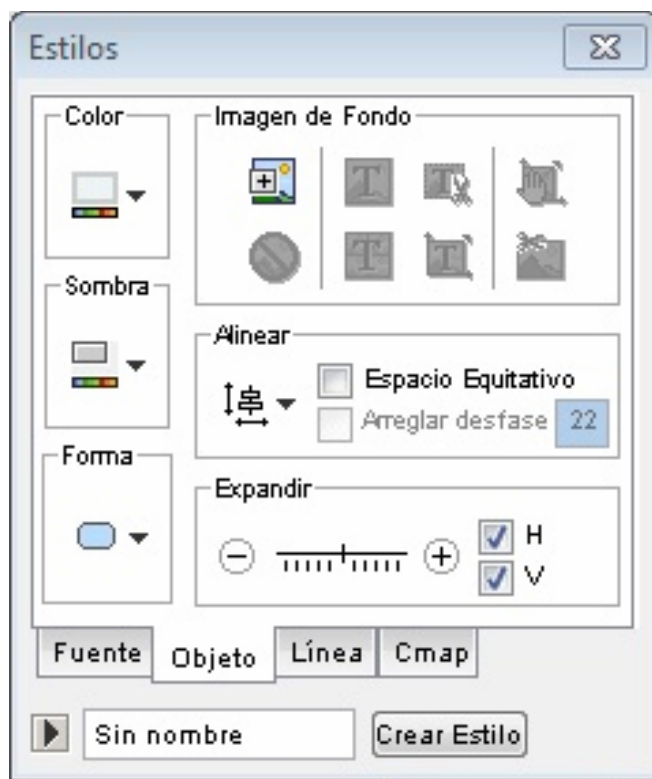 Estilos
Color
Imagen de Fondo
Sombra
Alinear
Espacio Equitativo
Arreglar desfase 22
Forma
Expandir
H
V
Fuente Objeto Línea Cmap
Sin nombre Crear Estilo